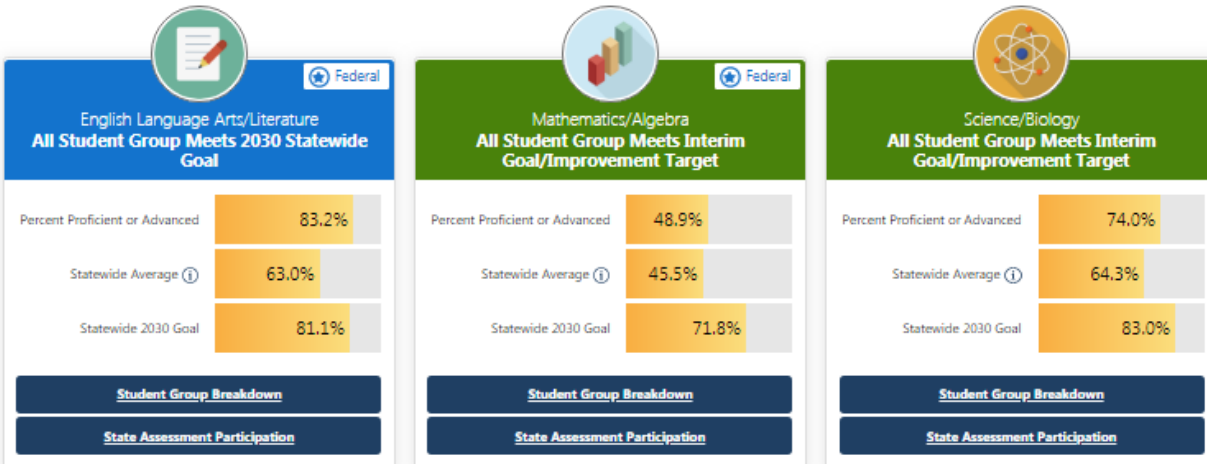 Federal
English Language Arts/Literature
All Student Group Meets 2030 Statewide
Goal
Percent Proficient or Advanced
83.2%
Statewide Average
63.0%
Statewide 2030 Goal
81.1%
Student Group Breakdown
State Assessment Participation
Federal
Mathematics/Algebra
All Student Group Meets Interim
Goal/Improvement Target
Percent Proficient or Advanced
48.9%
Statewide Average
45.5%
Statewide 2030 Goal
71.8%
Student Group Breakdown
State Assessment Participation
Science/Biology
All Student Group Meets Interim
Goal/Improvement Target
Percent Proficient or Advanced
74.0%
Statewide Average
64.3%
Statewide 2030 Goal
83.0%
Student Group Breakdown
State Assessment Participation